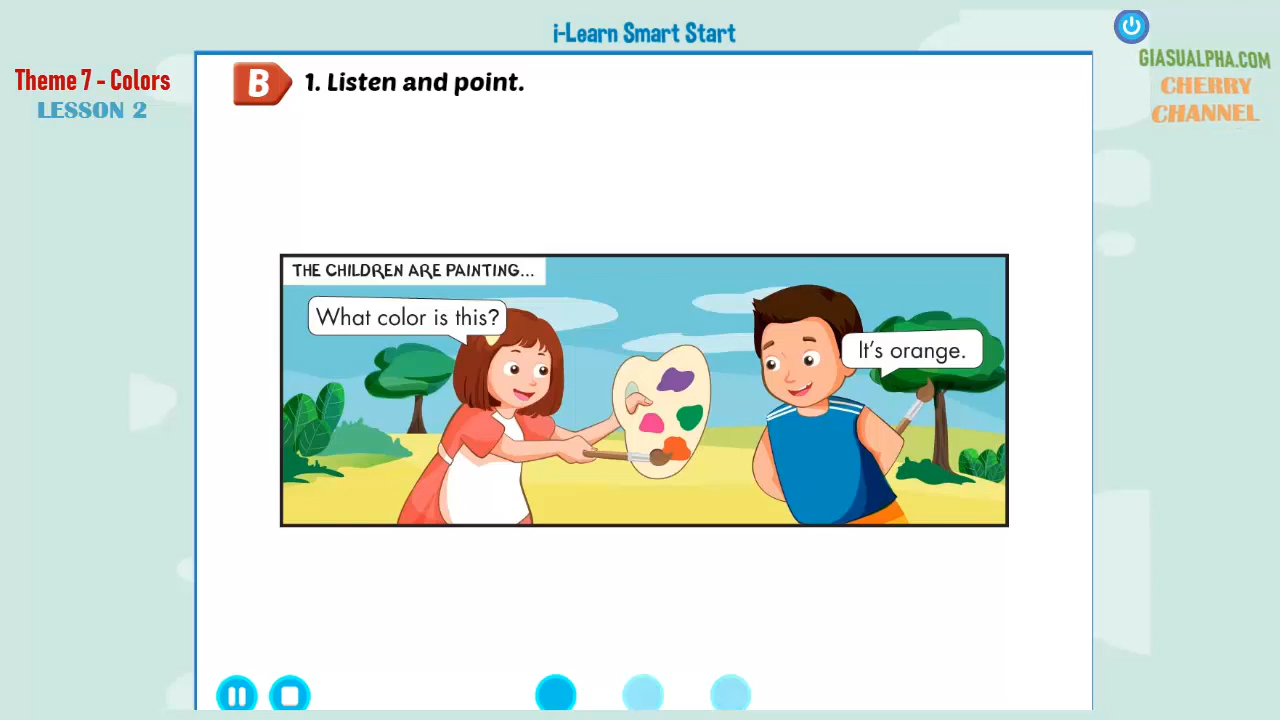 i-Learn Smart Start
GIASUALPHA.COM
CHERRY
CHANNEL
Theme 7 - Colors
LESSON 2
B 1. Listen and point.
THE CHILDREN ARE PAINTING...
What color is this?
It's orange.